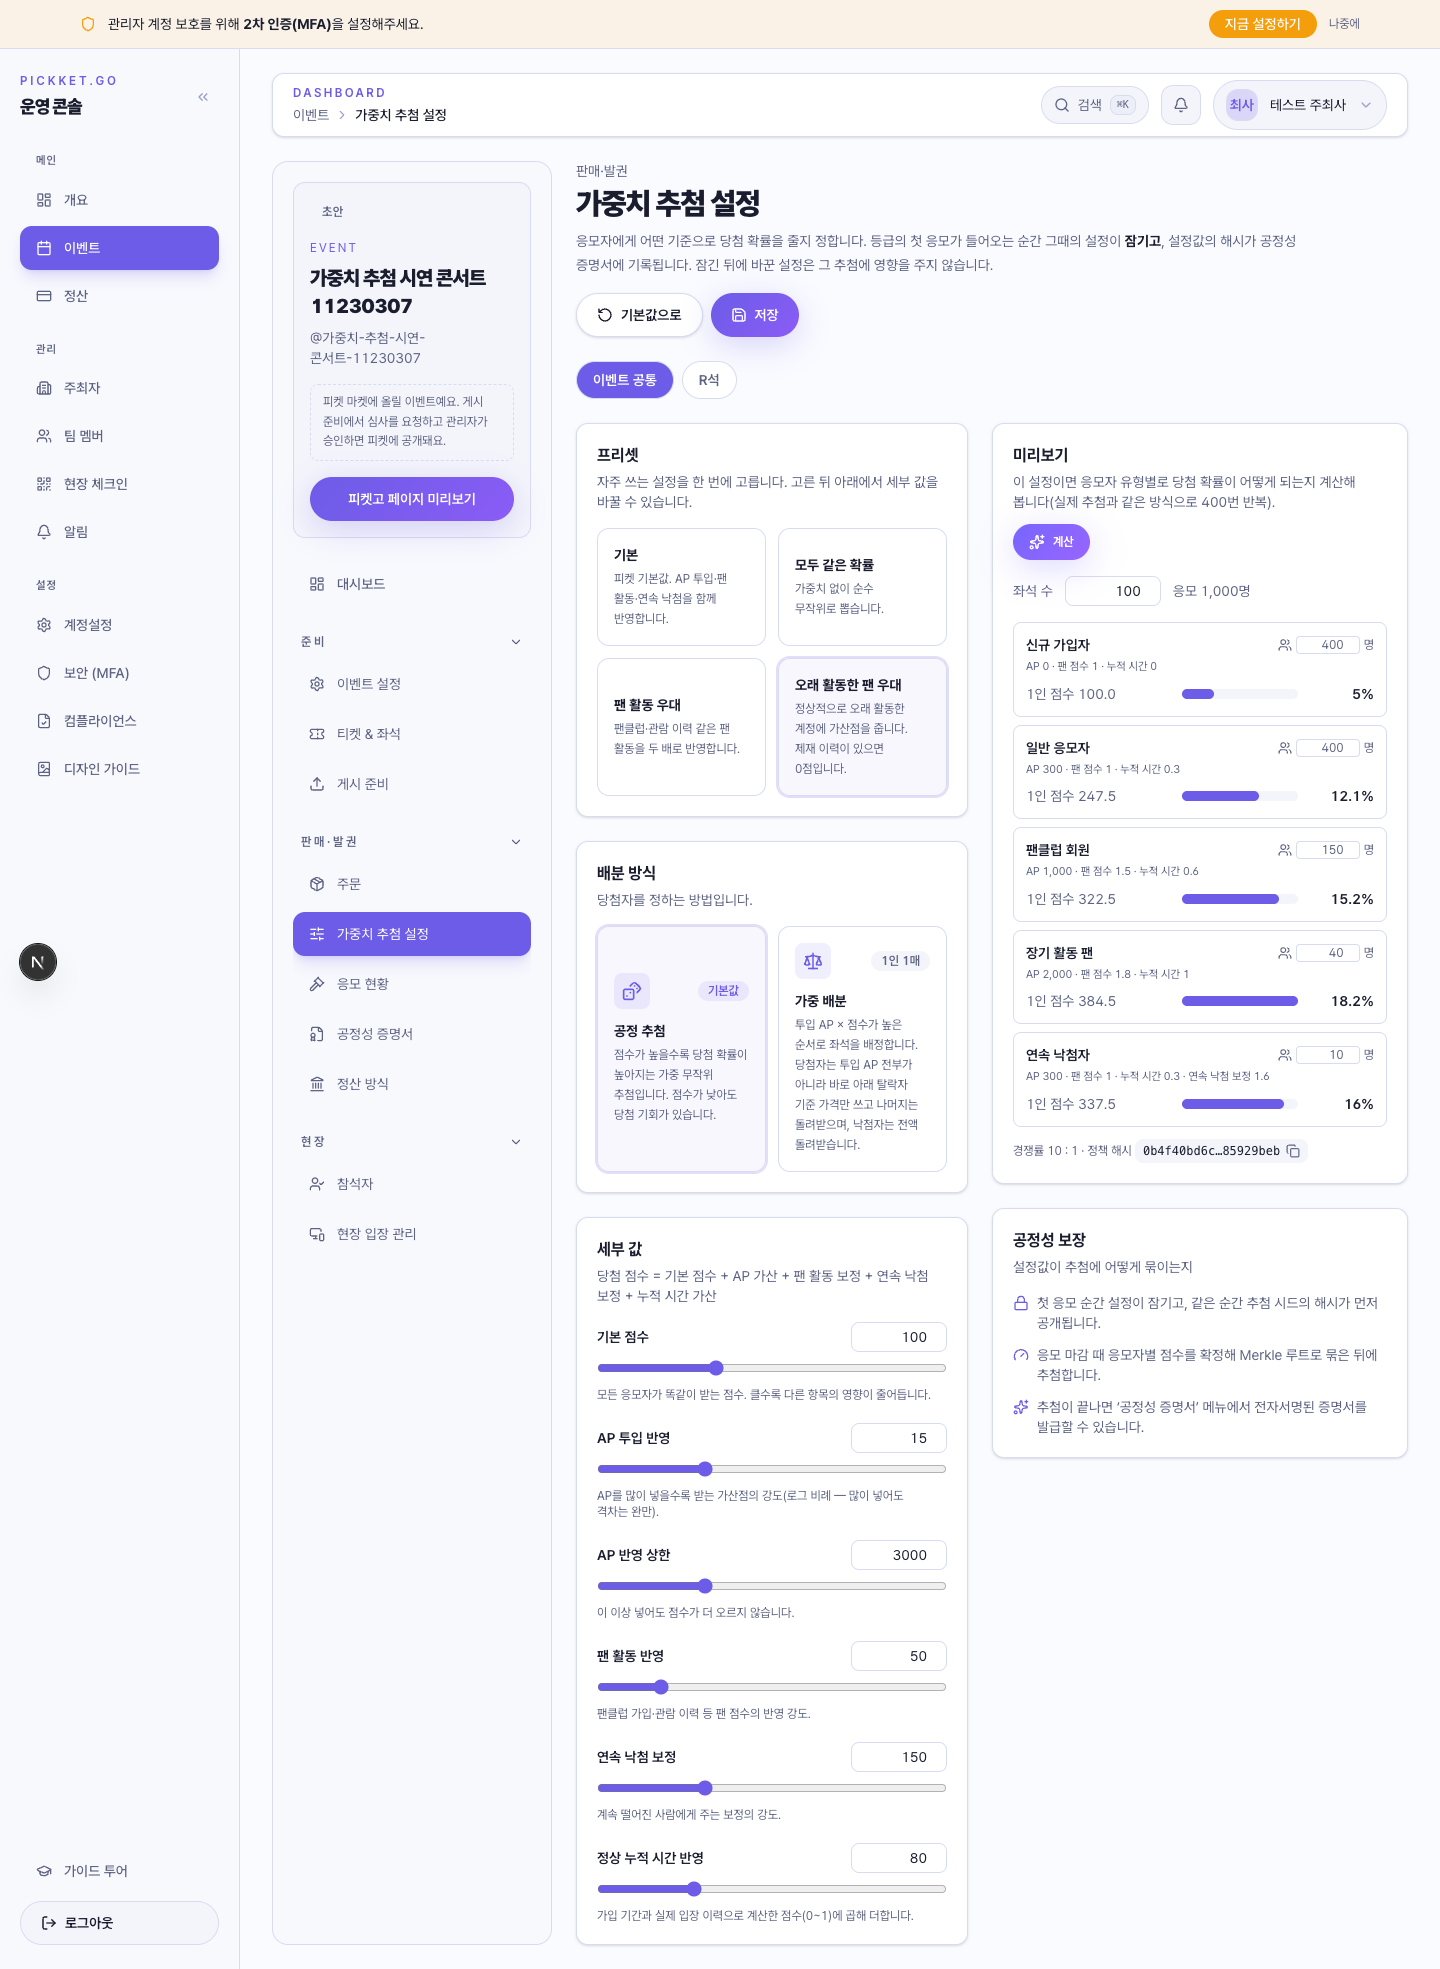 관리자 계정 보호를 위해 2차 인증(MFA)을 설정해주세요.
지금 설정하기
나중에
PICKKET.GO
운영 콘솔
메인
개요
이벤트
정산
관리
주최자
팀 멤버
현장 체크인
알림
설정
계정설정
보안 (MFA)
컴플라이언스
디자인 가이드
가이드 투어
로그아웃
DASHBOARD
이벤트 > 가중치 추첨 설정
검색 ⌘K
최사 테스트 주최사
초안
EVENT
가중치 추첨 시연 콘서트
11230307
@가중치-추첨-시연-
콘서트-11230307
피켓 마켓에 올릴 이벤트예요. 게시
준비에서 심사를 요청하고 관리자가
승인하면 피켓에 공개돼요.
피켓고 페이지 미리보기
대시보드
준비
이벤트 설정
티켓 & 좌석
게시 준비
판매·발권
주문
가중치 추첨 설정
응모 현황
공정성 증명서
정산 방식
현장
참석자
현장 입장 관리
판매·발권
가중치 추첨 설정
응모자에게 어떤 기준으로 당첨 확률을 줄지 정합니다. 등급의 첫 응모가 들어오는 순간 그때의 설정이 잠기고, 설정값의 해시가 공정성
증명서에 기록됩니다. 잠긴 뒤에 바꾼 설정은 그 추첨에 영향을 주지 않습니다.
기본값으로
저장
이벤트 공통
R석
프리셋
자주 쓰는 설정을 한 번에 고릅니다. 고른 뒤 아래에서 세부 값을
바꿀 수 있습니다.
기본
피켓 기본값. AP 투입·팬
활동·연속 낙첨을 함께
반영합니다.
모두 같은 확률
가중치 없이 순수
무작위로 뽑습니다.
팬 활동 우대
팬클럽·관람 이력 같은 팬
활동을 두 배로 반영합니다.
오래 활동한 팬 우대
정상적으로 오래 활동한
계정에 가산점을 줍니다.
제재 이력이 있으면
0점입니다.
배분 방식
당첨자를 정하는 방법입니다.
기본값
공정 추첨
점수가 높을수록 당첨 확률이
높아지는 가중 무작위
추첨입니다. 점수가 낮아도
당첨 기회가 있습니다.
1인 1매
가중 배분
투입 AP × 점수가 높은
순서로 좌석을 배정합니다.
당첨자는 투입 AP 전부가
아니라 바로 아래 탈락자
기준 가격만 쓰고 나머지는
돌려받으며, 낙첨자는 전액
돌려받습니다.
세부 값
당첨 점수 = 기본 점수 + AP 가산 + 팬 활동 보정 + 연속 낙첨
보정 + 누적 시간 가산
기본 점수 100
모든 응모자가 똑같이 받는 점수. 클수록 다른 항목의 영향이 줄어듭니다.
AP 투입 반영 15
AP를 많이 넣을수록 받는 가산점의 강도(로그 비례 — 많이 넣어도
격차는 완만).
AP 반영 상한 3000
이 이상 넣어도 점수가 더 오르지 않습니다.
팬 활동 반영 50
팬클럽 가입·관람 이력 등 팬 점수의 반영 강도.
연속 낙첨 보정 150
계속 떨어진 사람에게 주는 보정의 강도.
정상 누적 시간 반영 80
가입 기간과 실제 입장 이력으로 계산한 점수(0~1)에 곱해 더합니다.
미리보기
이 설정이면 응모자 유형별로 당첨 확률이 어떻게 되는지 계산해
봅니다(실제 추첨과 같은 방식으로 400번 반복).
계산
좌석 수 100 응모 1,000명
신규 가입자 400 명
AP 0 · 팬 점수 1 · 누적 시간 0
1인 점수 100.0 5%
일반 응모자 400 명
AP 300 · 팬 점수 1 · 누적 시간 0.3
1인 점수 247.5 12.1%
팬클럽 회원 150 명
AP 1,000 · 팬 점수 1.5 · 누적 시간 0.6
1인 점수 322.5 15.2%
장기 활동 팬 40 명
AP 2,000 · 팬 점수 1.8 · 누적 시간 1
1인 점수 384.5 18.2%
연속 낙첨자 10 명
AP 300 · 팬 점수 1 · 누적 시간 0.3 · 연속 낙첨 보정 1.6
1인 점수 337.5 16%
경쟁률 10 : 1 · 정책 해시 0b4f40bd6c…85929beb
공정성 보장
설정값이 추첨에 어떻게 묶이는지
첫 응모 순간 설정이 잠기고, 같은 순간 추첨 시드의 해시가 먼저
공개됩니다.
응모 마감 때 응모자별 점수를 확정해 Merkle 루트로 묶은 뒤에
추첨합니다.
추첨이 끝나면 '공정성 증명서' 메뉴에서 전자서명된 증명서를
발급할 수 있습니다.
N